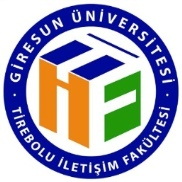 GİRESUN ÜNİVERSİTESİ
TİREBOLU İLETİŞİM FAKÜLTESİ